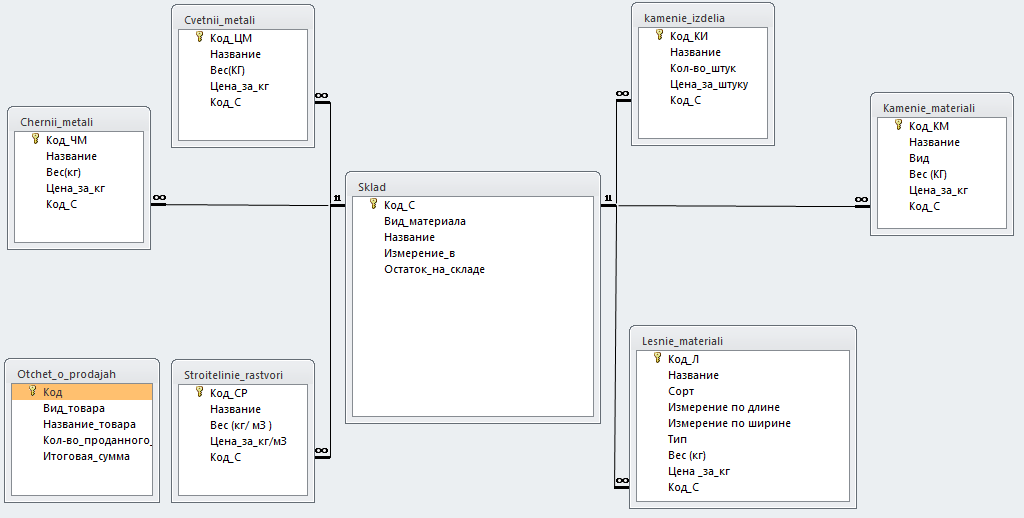 Cvetnii_metali
Код_ЦМ
Название
Вес(КГ)
Цена_за_кг
Код_С
kamenie_izdelia
Код_КИ
Название
Кол-во_штук
Цена_за_штуку
Код_С
Chernii_metali
Код_ЧМ
Название
Вес(кг)
Цена_за_кг
Код_С
Kamenie_materiali
Код_КМ
Название
Вид
Вес (КГ)
Цена_за_кг
Код_С
Sklad
Код_С
Вид_материала
Название
Измерение_в
Остаток_на_складе
Otchet_o_prodajah
Код
Вид_товара
Название_товара
Кол-во_проданного_
Итоговая_сумма
Stroitelinie_rastvori
Код_СР
Название
Вес (кг/ м3 )
Цена_за_кг/м3
Код_С
Lesnie_materiali
Код_Л
Название
Сорт
Измерение по длине
Измерение по ширине
Тип
Вес (кг)
Цена _за_кг
Код_С
∞
∞
∞
∞
∞
∞
1
1